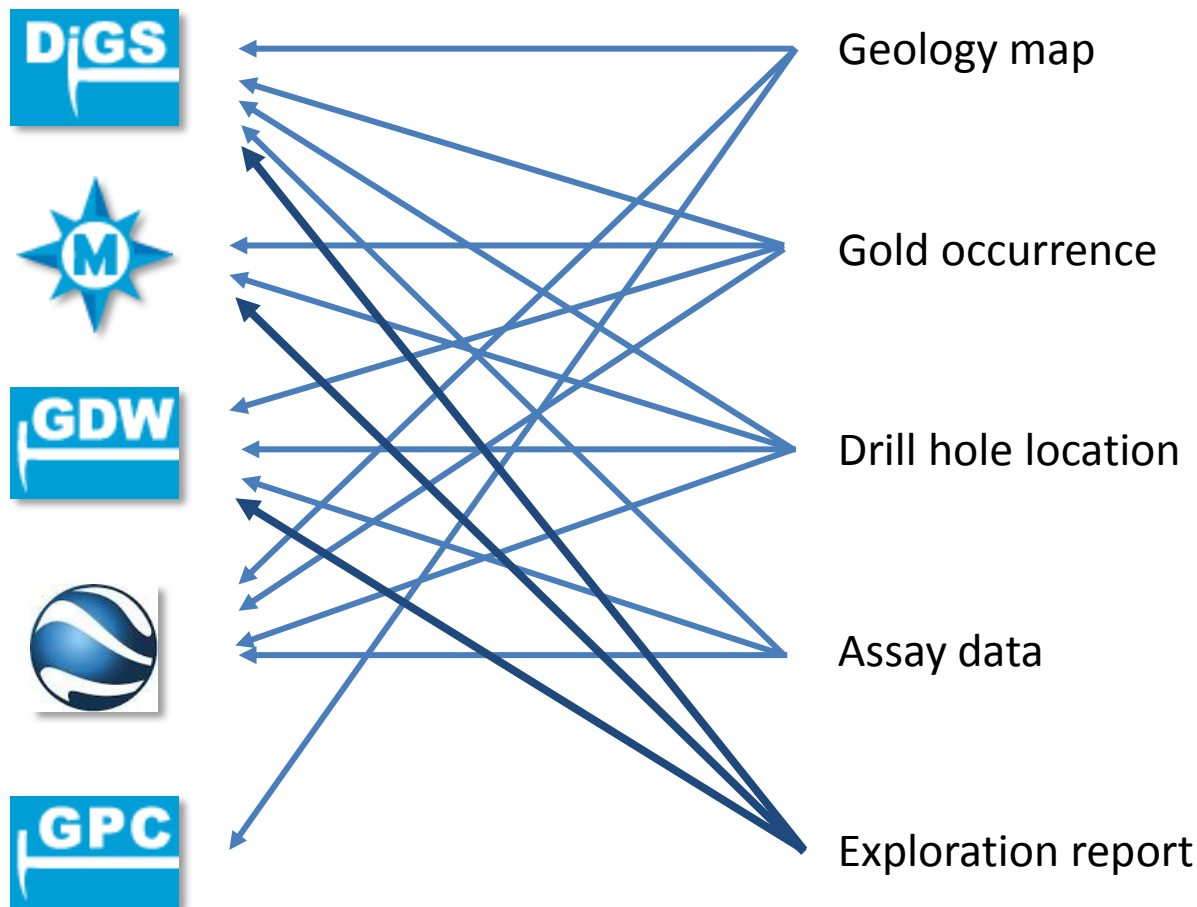 DiGS
Geology map
M
Gold occurrence
GDW
Drill hole location
Assay data
GPC
Exploration report